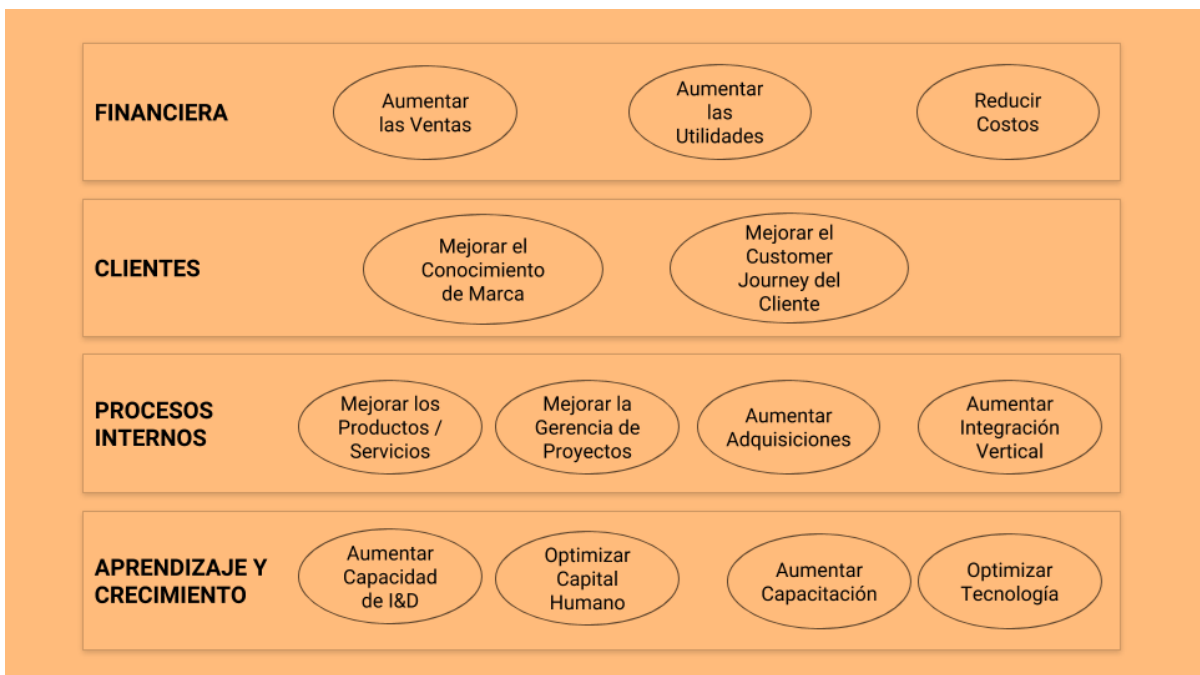 FINANCIERA
Aumentar
las Ventas
Aumentar
las
Utilidades
Reducir
Costos
CLIENTES
Mejorar el
Conocimiento
de Marca
Mejorar el
Customer
Journey del
Cliente
PROCESOS
INTERNOS
Mejorar los
Productos /
Servicios
Mejorar la
Gerencia de
Proyectos
Aumentar
Adquisiciones
Aumentar
Integración
Vertical
APRENDIZAJE Y
CRECIMIENTO
Aumentar
Capacidad
de I&D
Optimizar
Capital
Humano
Aumentar
Capacitación
Optimizar
Tecnología